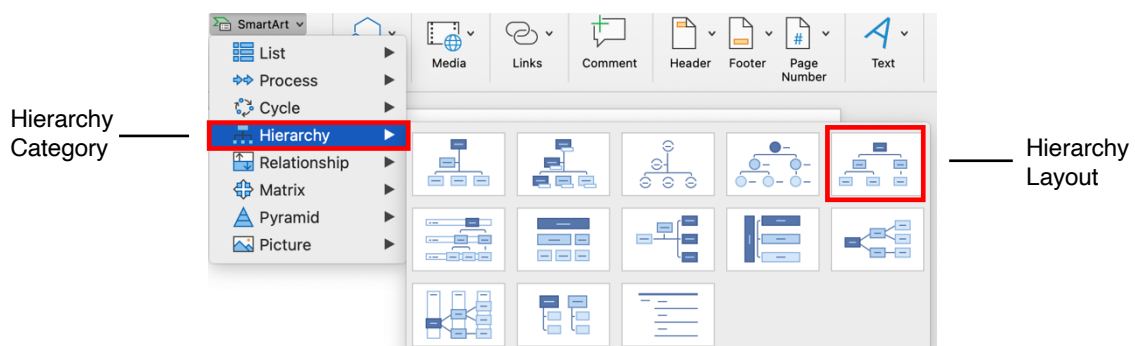 SmartArt
List
Process
Cycle
Hierarchy
Relationship
Matrix
Pyramid
Picture
Media
Links
Comment
Header
Footer
#
Page
Number
A
Text
Hierarchy
Category
Hierarchy
Layout